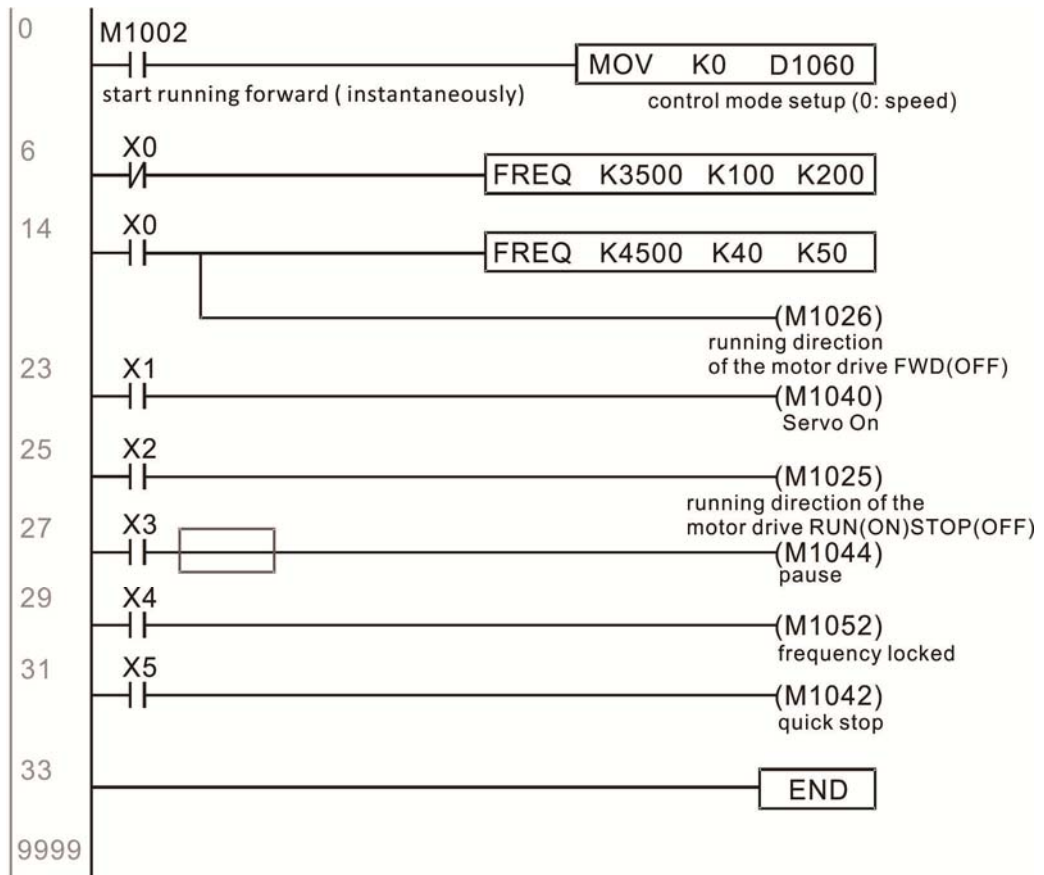 0
M1002
MOV K0 D1060
start running forward ( instantaneously)
control mode setup (0: speed)
6
X0
FREQ K3500 K100 K200
14
X0
FREQ K4500 K40 K50
(M1026)
running direction
of the motor drive FWD(OFF)
23
X1
(M1040)
Servo On
25
X2
(M1025)
running direction of the
motor drive RUN(ON)STOP(OFF)
27
X3
(M1044)
pause
29
X4
(M1052)
frequency locked
31
X5
(M1042)
quick stop
33
END
9999